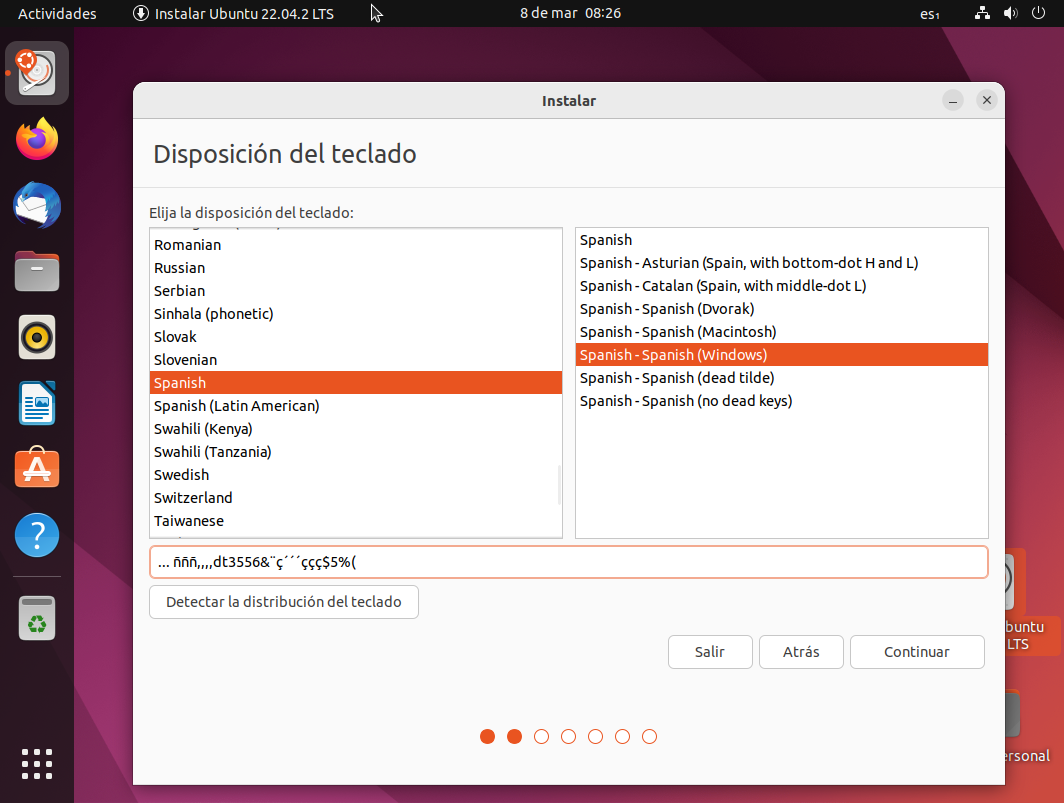 Actividades
Instalar Ubuntu 22.04.2 LTS
8 de mar 08:26
es₁
Instalar
Disposición del teclado
Elija la disposición del teclado:
Romanian
Russian
Serbian
Sinhala (phonetic)
Slovak
Slovenian
Spanish
Spanish (Latin American)
Swahili (Kenya)
Swahili (Tanzania)
Swedish
Switzerland
Taiwanese
Spanish
Spanish - Asturian (Spain, with bottom-dot H and L)
Spanish - Catalan (Spain, with middle-dot L)
Spanish - Spanish (Dvorak)
Spanish - Spanish (Macintosh)
Spanish - Spanish (Windows)
Spanish - Spanish (dead tilde)
Spanish - Spanish (no dead keys)
... ñññ,,,,dt3556&¨ç´´´ççç$5%(
Detectar la distribución del teclado
Salir
Atrás
Continuar
buntu
LTS
ersonal